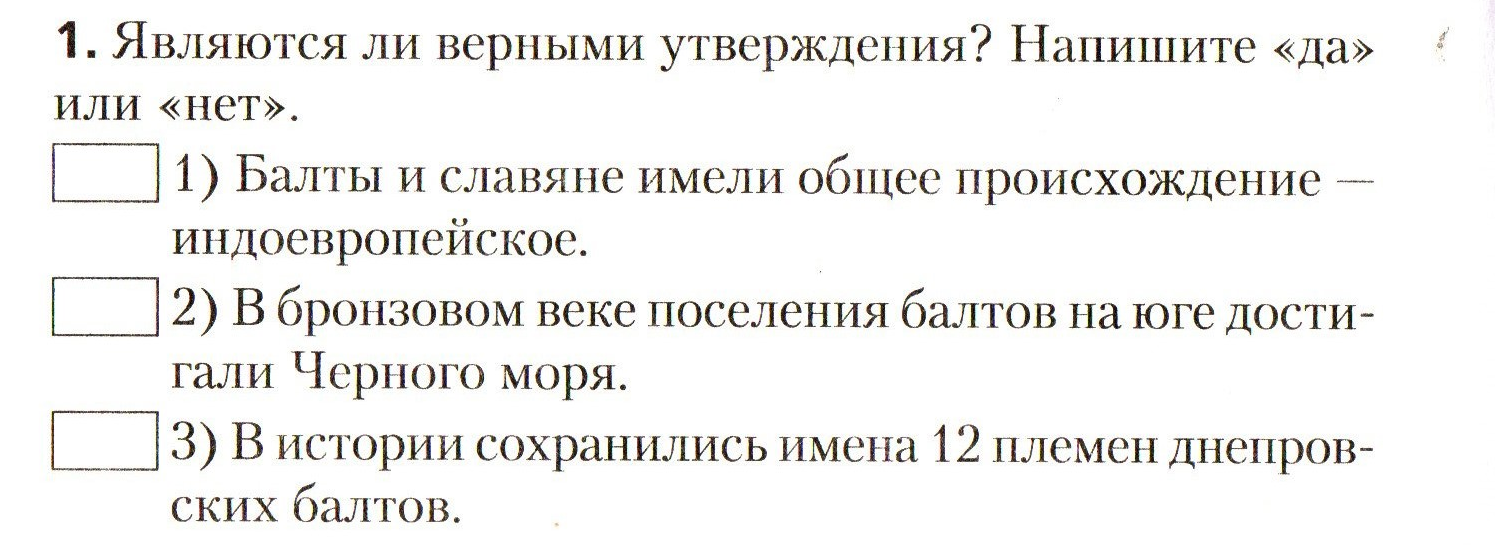 1. Являются ли верными утверждения? Напишите «да»
или «нет».
1) Балты и славяне имели общее происхождение —
индоевропейское.
2) В бронзовом веке поселения балтов на юге дости-
гали Черного моря.
3) В истории сохранились имена 12 племен днепров-
ских балтов.